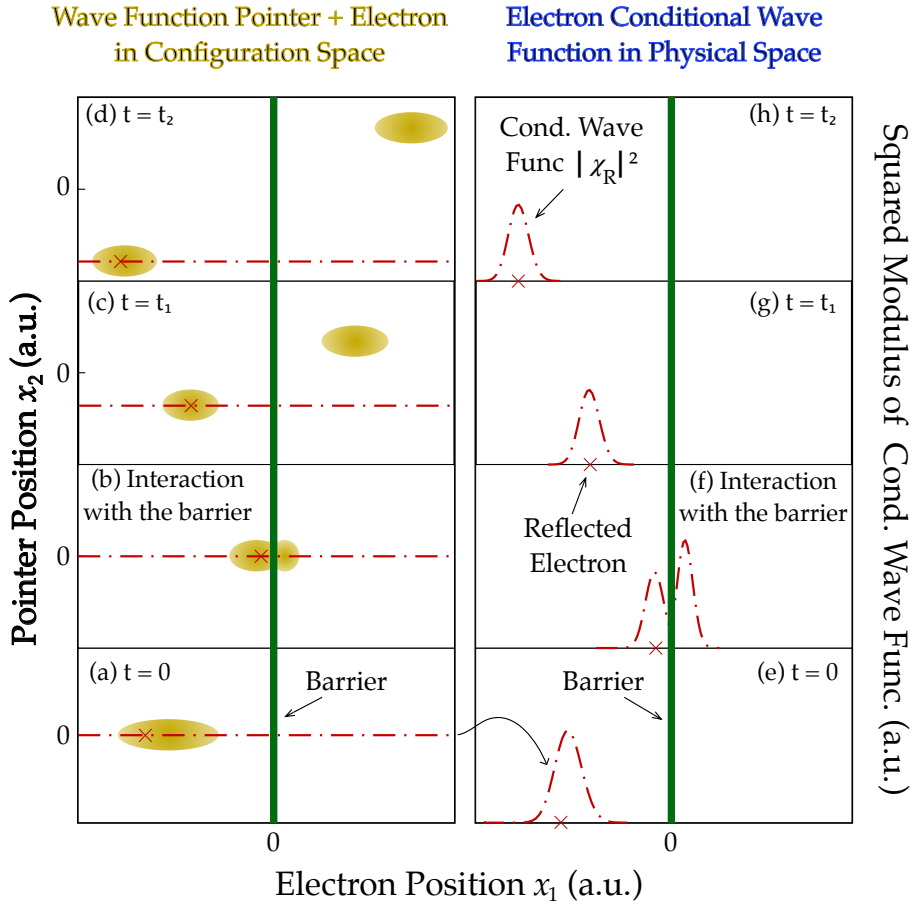 Wave Function Pointer + Electron
in Configuration Space
Electron Conditional Wave
Function in Physical Space
(d) t = t₂
0
(c) t = t₁
0
(b) Interaction
with the barrier
0
(a) t = 0
Barrier
0
0
Pointer Position x₂ (a.u.)
(h) t = t₂
Cond. Wave
Func |χ_R|²
(g) t = t₁
Reflected
Electron
(f) Interaction
with the barrier
(e) t = 0
Barrier
0
Squared Modulus of Cond. Wave Func. (a.u.)
Electron Position x₁ (a.u.)